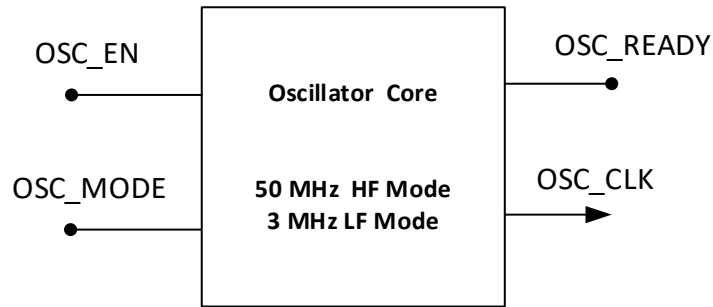 OSC_EN
OSC_READY
Oscillator Core
OSC_MODE
OSC_CLK
50 MHz HF Mode
3 MHz LF Mode